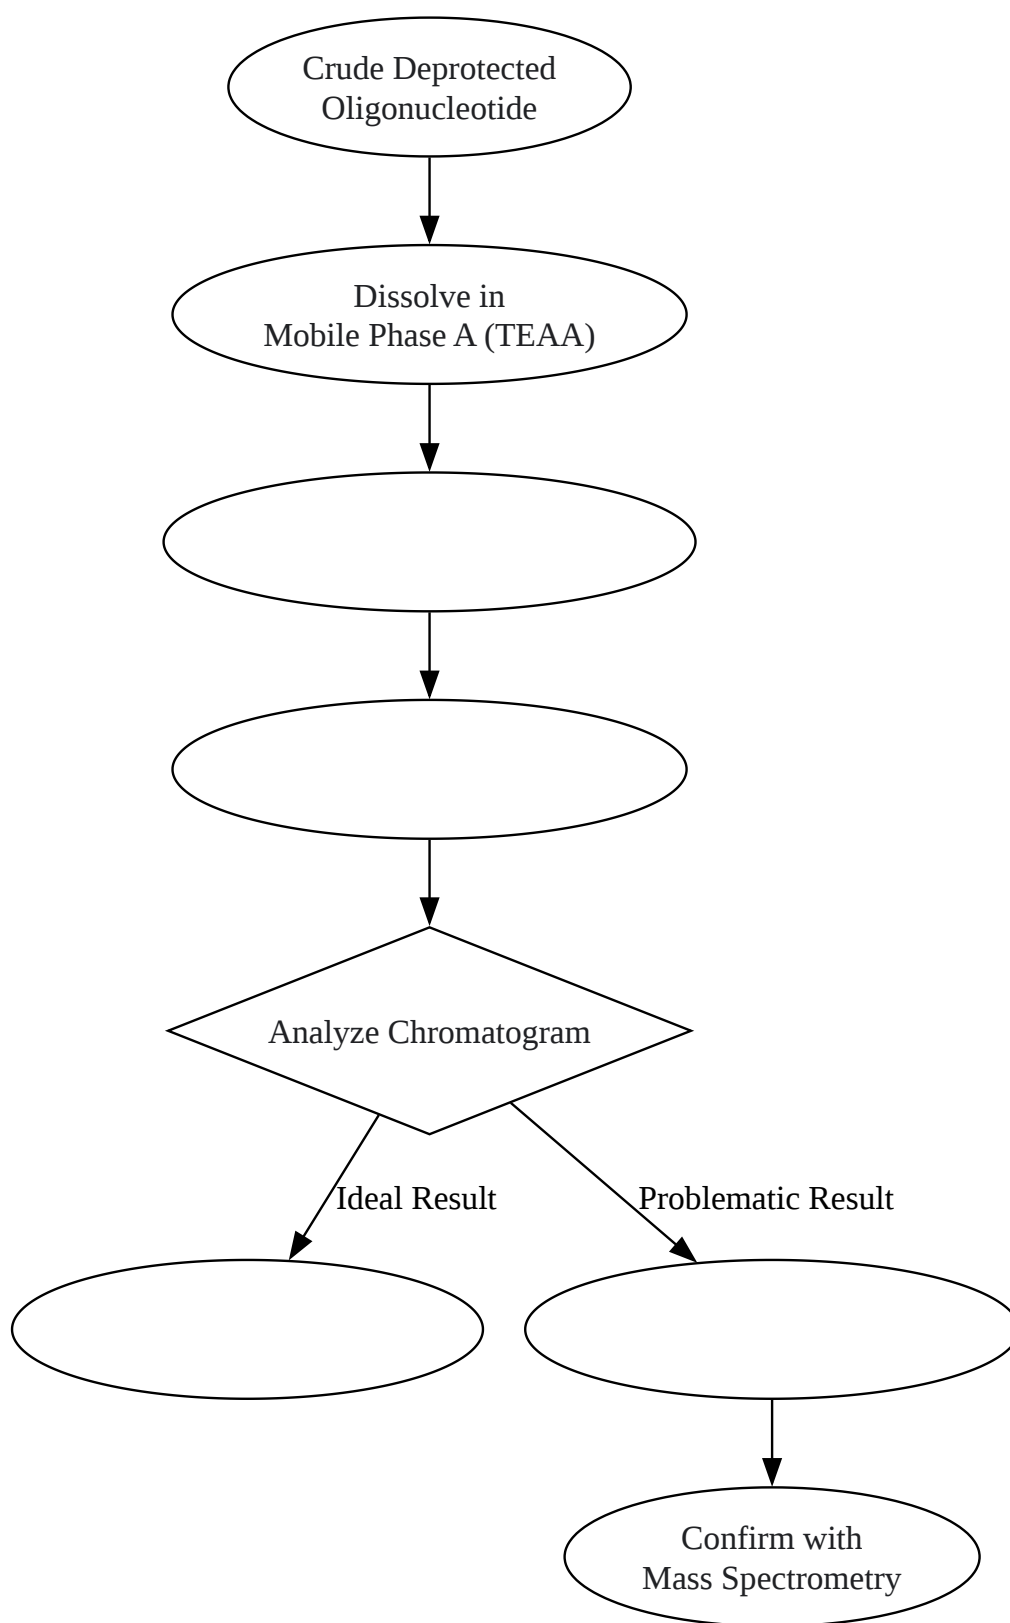 Crude Deprotected
Oligonucleotide
Dissolve in
Mobile Phase A (TEAA)
Analyze Chromatogram
Ideal Result
Problematic Result
Confirm with
Mass Spectrometry